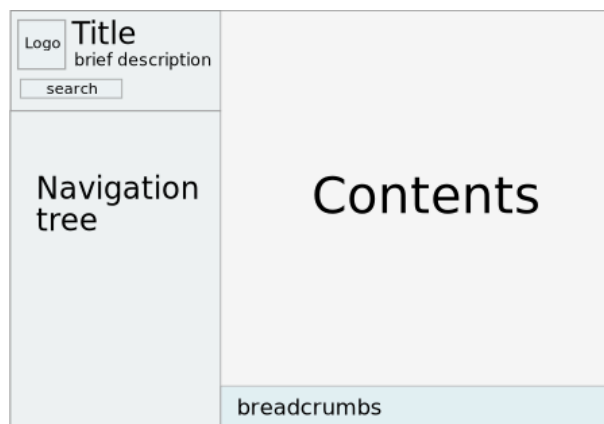 Logo
Title
brief description
search
Navigation
tree
Contents
breadcrumbs